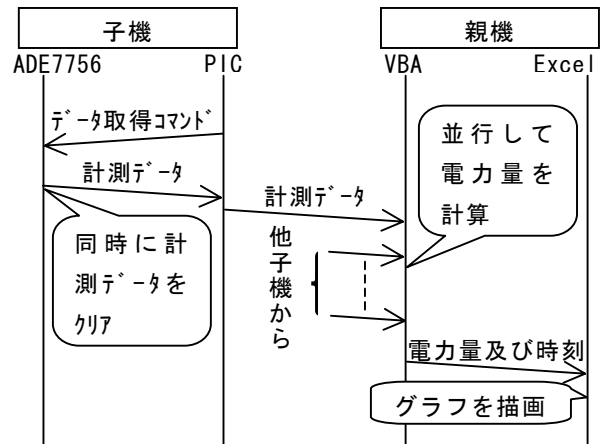 子機
親機
ADE7756
PIC
VBA
Excel
ﾃﾞｰﾀ取得ｺﾏﾝﾄﾞ
計測ﾃﾞｰﾀ
計測ﾃﾞｰﾀ
同時に計
測ﾃﾞｰﾀを
ｸﾘｱ
他子機から
並行して
電力量を
計算
電力量及び時刻
グラフを描画